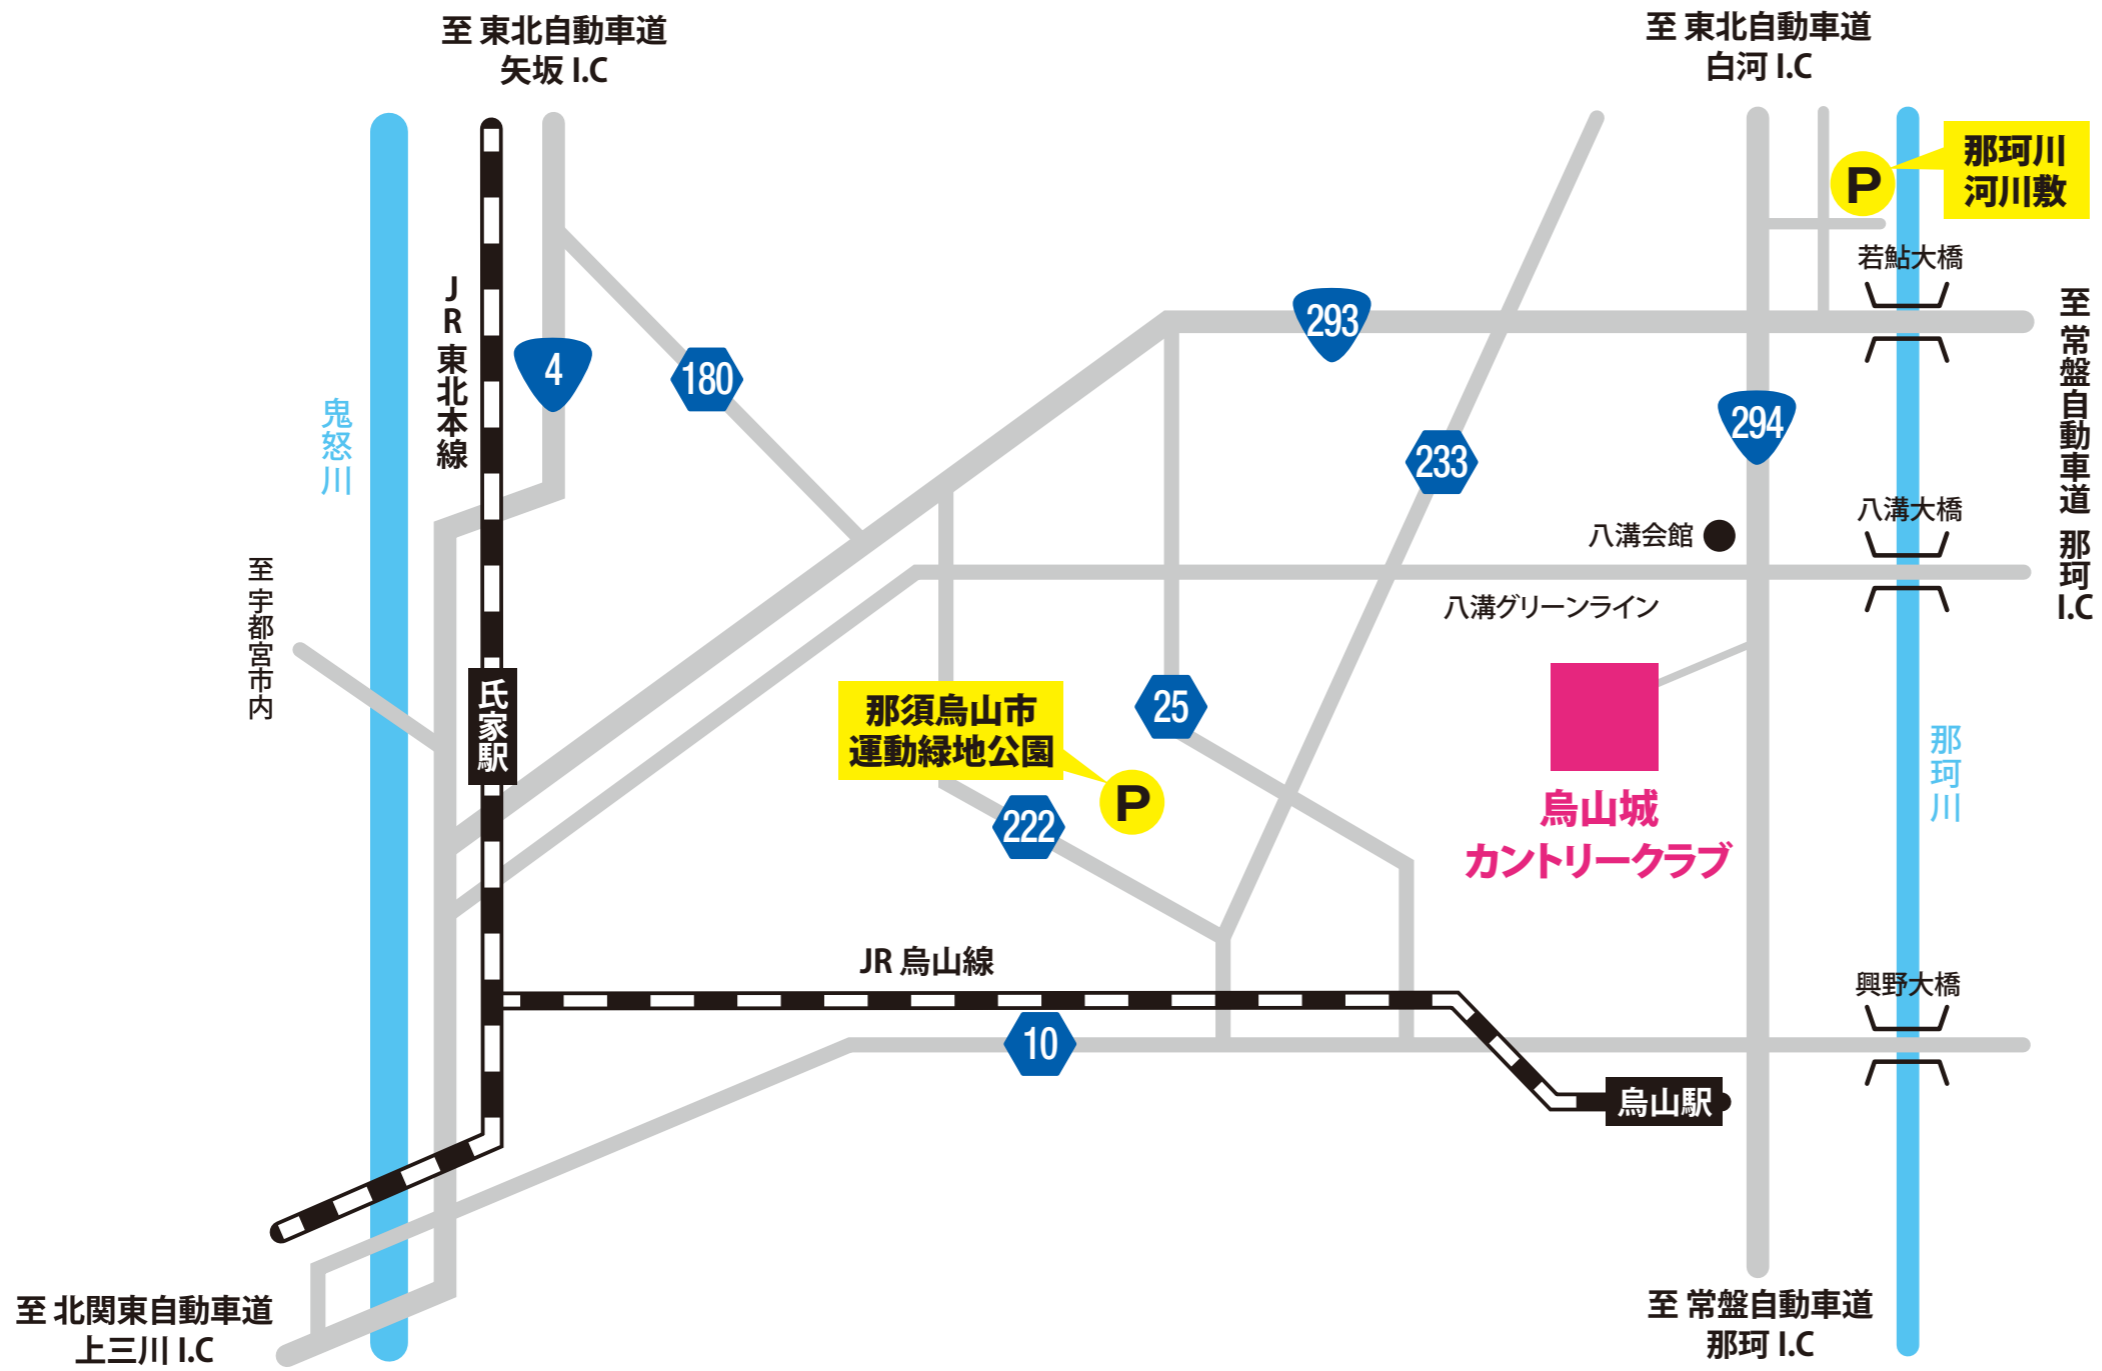 至 東北自動車道
矢坂 I.C
至 東北自動車道
白河 I.C
那珂川
河川敷
P
若鮎大橋
JR東北本線
4
180
293
294
233
至 常盤自動車道 那珂 I.C
鬼怒川
八溝大橋
八溝会館
至 宇都宮市内
八溝グリーンライン
氏家駅
那須烏山市
運動緑地公園
P
25
222
那珂川
烏山城
カントリークラブ
JR 烏山線
興野大橋
10
烏山駅
至 北関東自動車道
上三川 I.C
至 常盤自動車道
那珂 I.C